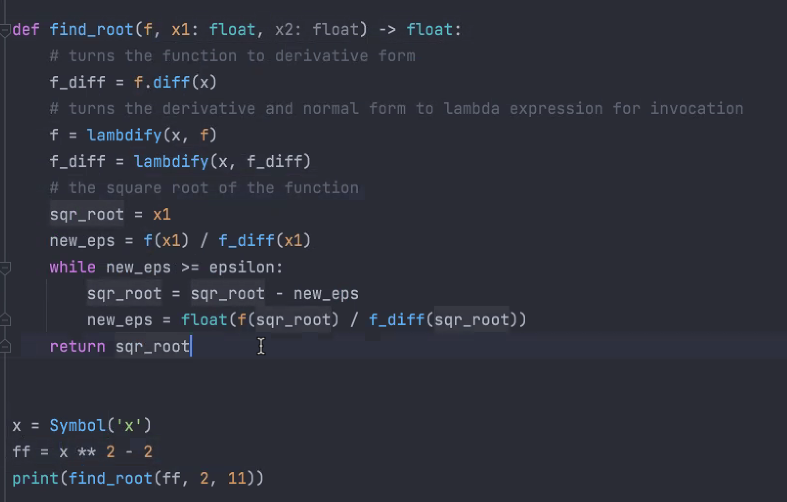 def find_root(f, x1: float, x2: float) -> float:
    # turns the function to derivative form
    f_diff = f.diff(x)
    # turns the derivative and normal form to lambda expression for invocation
    f = lambdify(x, f)
    f_diff = lambdify(x, f_diff)
    # the square root of the function
    sqr_root = x1
    new_eps = f(x1) / f_diff(x1)
    while new_eps >= epsilon:
        sqr_root = sqr_root - new_eps
        new_eps = float(f(sqr_root) / f_diff(sqr_root))
    return sqr_root
x = Symbol('x')
ff = x ** 2 - 2
print(find_root(ff, 2, 11))